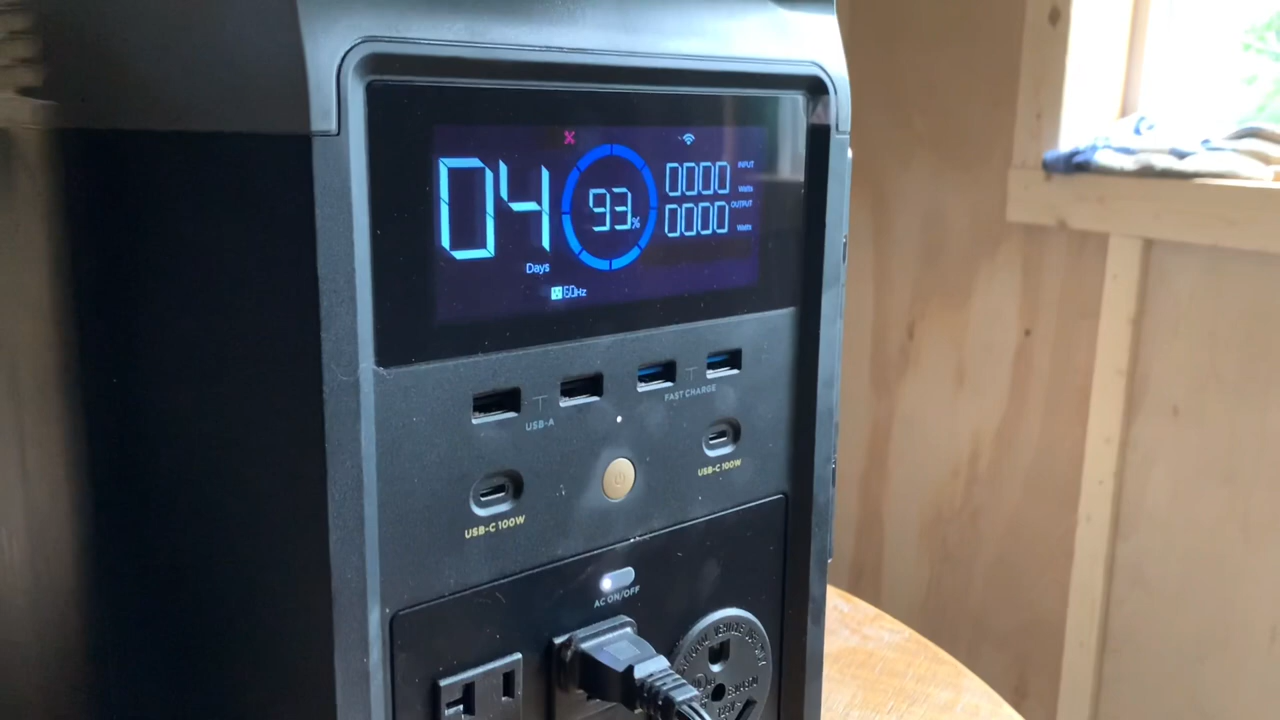 04
Days
93%
0000 INPUT
Watts
0000 OUTPUT
Watts
60Hz
USB-A
FAST CHARGE
USB-C 100W
USB-C 100W
AC ON/OFF